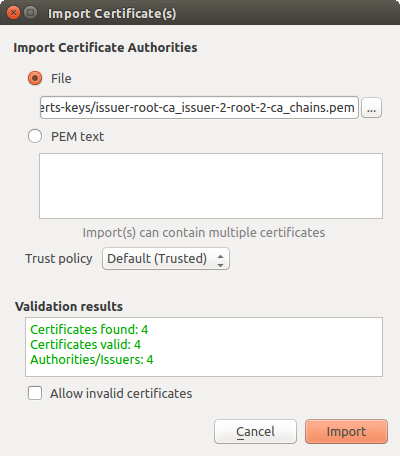 Import Certificate(s)
Import Certificate Authorities
File
erts-keys/issuer-root-ca_issuer-2-root-2-ca_chains.pem
...
PEM text
Import(s) can contain multiple certificates
Trust policy Default (Trusted)
Validation results
Certificates found: 4
Certificates valid: 4
Authorities/Issuers: 4
Allow invalid certificates
Cancel Import